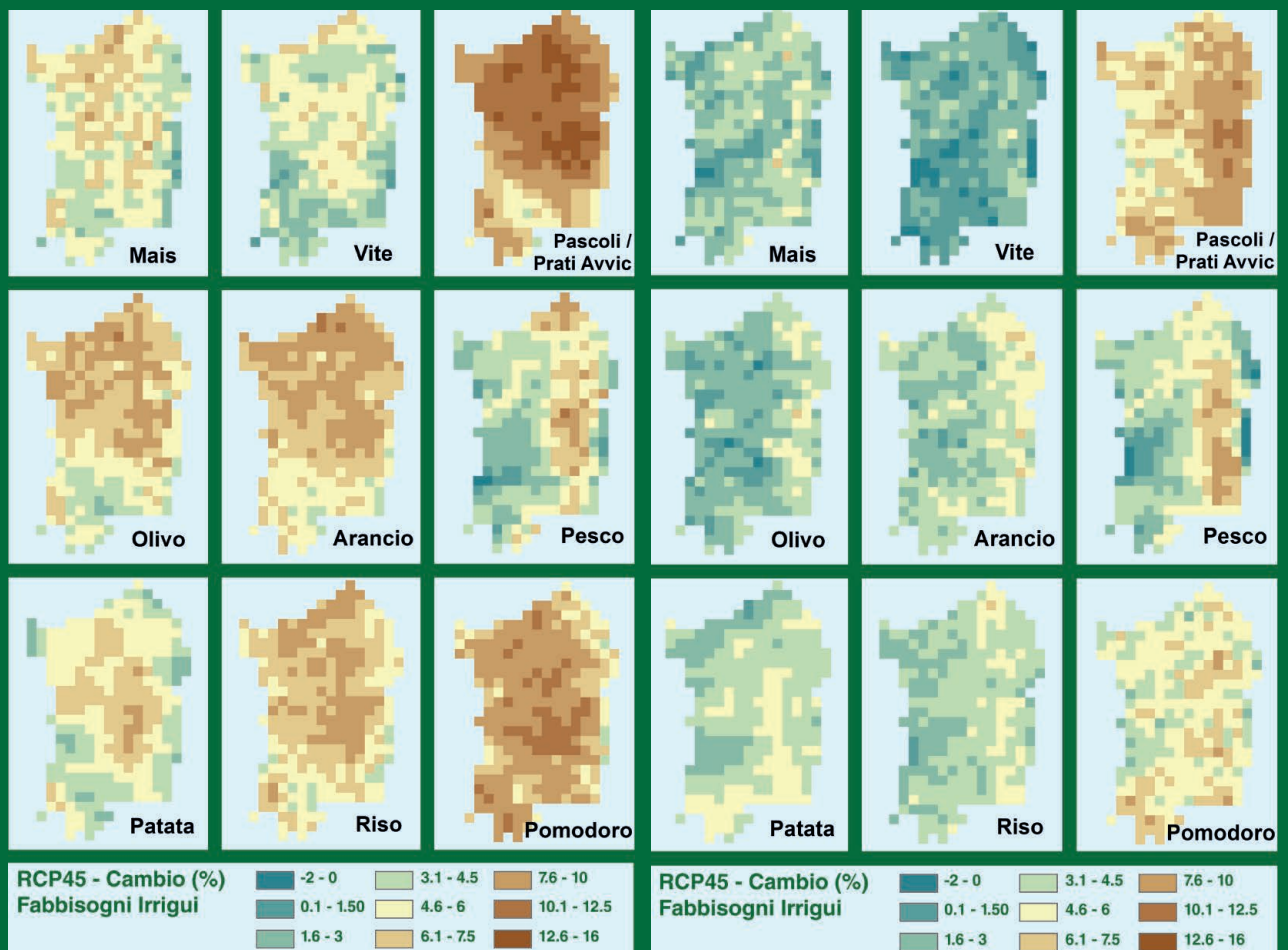 Mais
Vite
Pascoli /
Prati Avvic
Olivo
Arancio
Pesco
Patata
Riso
Pomodoro
RCP45 - Cambio (%)
Fabbisogni Irrigui
-2 - 0
0.1 - 1.50
1.6 - 3
3.1 - 4.5
4.6 - 6
6.1 - 7.5
7.6 - 10
10.1 - 12.5
12.6 - 16
Mais
Vite
Pascoli /
Prati Avvic
Olivo
Arancio
Pesco
Patata
Riso
Pomodoro
RCP45 - Cambio (%)
Fabbisogni Irrigui
-2 - 0
0.1 - 1.50
1.6 - 3
3.1 - 4.5
4.6 - 6
6.1 - 7.5
7.6 - 10
10.1 - 12.5
12.6 - 16